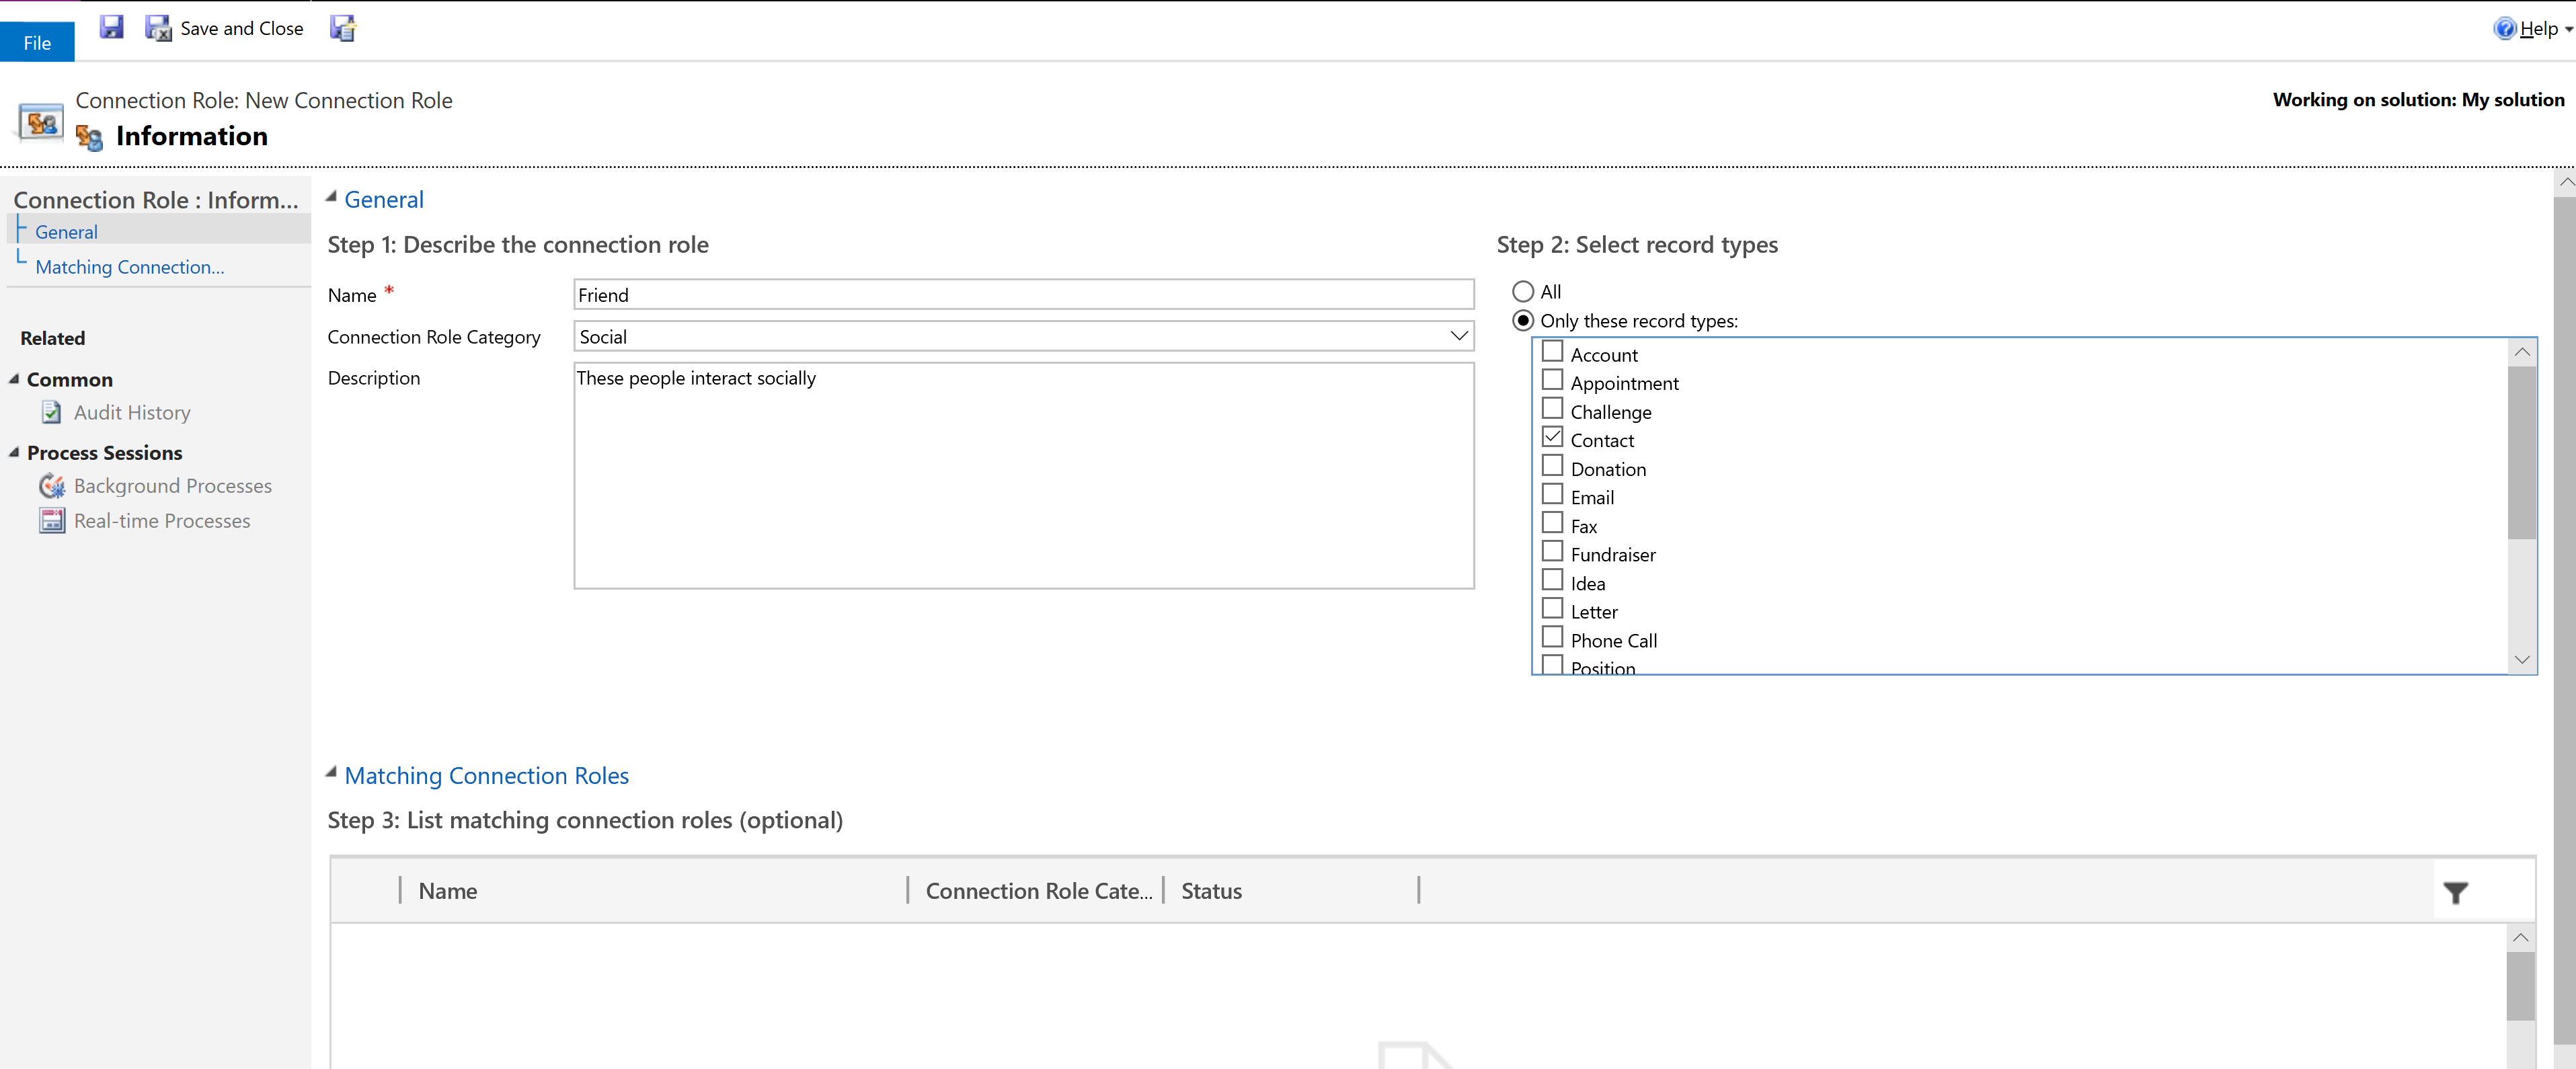 File
Save and Close
Help
Connection Role: New Connection Role
Information
Working on solution: My solution
Connection Role : Inform...
General
Matching Connection...
Related
Common
Audit History
Process Sessions
Background Processes
Real-time Processes
General
Step 1: Describe the connection role
Name *
Friend
Connection Role Category
Social
Description
These people interact socially
Step 2: Select record types
All
Only these record types:
Account
Appointment
Challenge
Contact
Donation
Email
Fax
Fundraiser
Idea
Letter
Phone Call
Position
Matching Connection Roles
Step 3: List matching connection roles (optional)
Name
Connection Role Cate...
Status